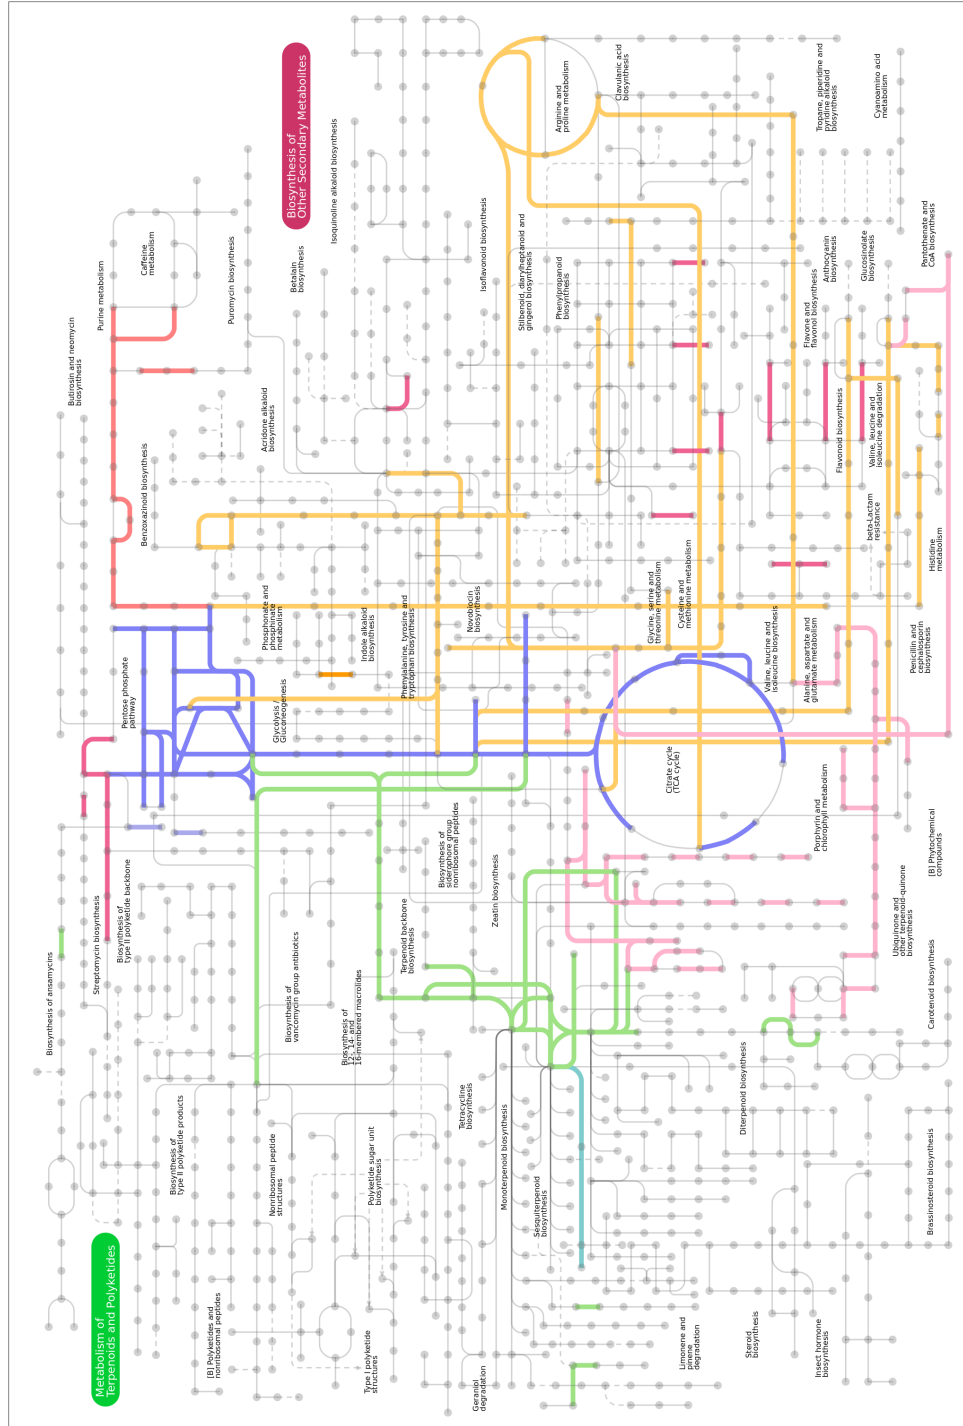 Biosynthesis of
Other Secondary Metabolites
Isoquinoline alkaloid biosynthesis
Arginine and
proline metabolism
Clavulanic acid
biosynthesis
Tropane, piperidine and
pyridine alkaloid
biosynthesis
Cyanoamino acid
metabolism
Caffeine
metabolism
Purine metabolism
Puromycin biosynthesis
Betalain
biosynthesis
Isoflavonoid biosynthesis
Stilbenoid, diarylheptanoid and
gingerol biosynthesis
Phenylpropanoid
biosynthesis
Anthocyanin
biosynthesis
Glucosinolate
biosynthesis
Pantothenate and
CoA biosynthesis
Butirosin and neomycin
biosynthesis
Flavone and
flavonol biosynthesis
Acridone alkaloid
biosynthesis
Benzoxazinoid biosynthesis
Flavonoid biosynthesis
Valine, leucine and
isoleucine degradation
beta-Lactam
resistance
Histidine
metabolism
Phosphonate and
phosphinate
metabolism
Indole alkaloid
biosynthesis
Phenylalanine, tyrosine and
tryptophan biosynthesis
Novobiocin
biosynthesis
Glycine, serine and
threonine metabolism
Cysteine and
methionine metabolism
Valine, leucine and
isoleucine biosynthesis
Alanine, aspartate and
glutamate metabolism
Penicillin and
cephalosporin
biosynthesis
Pentose phosphate
pathway
Glycolysis /
Gluconeogenesis
Citrate cycle
(TCA cycle)
Porphyrin and
chlorophyll metabolism
[B] Phytochemical
compounds
Biosynthesis of
siderophore group
nonribosomal peptides
Zeatin biosynthesis
Terpenoid backbone
biosynthesis
Biosynthesis of
type II polyketide backbone
Streptomycin biosynthesis
Biosynthesis of ansamycins
Biosynthesis of
vancomycin group antibiotics
Biosynthesis of
12-, 14- and
16-membered macrolides
Ubiquinone and
other terpenoid-quinone
biosynthesis
Carotenoid biosynthesis
Diterpenoid biosynthesis
Tetracycline
biosynthesis
Monoterpenoid biosynthesis
Sesquiterpenoid
biosynthesis
Biosynthesis of
type II polyketide products
Nonribosomal peptide
structures
Polyketide sugar unit
biosynthesis
Brassinosteroid biosynthesis
Metabolism of
Terpenoids and Polyketides
[B] Polyketides and
nonribosomal peptides
Type I polyketide
structures
Geraniol
degradation
Limonene and
pinene
degradation
Steroid
biosynthesis
Insect hormone
biosynthesis